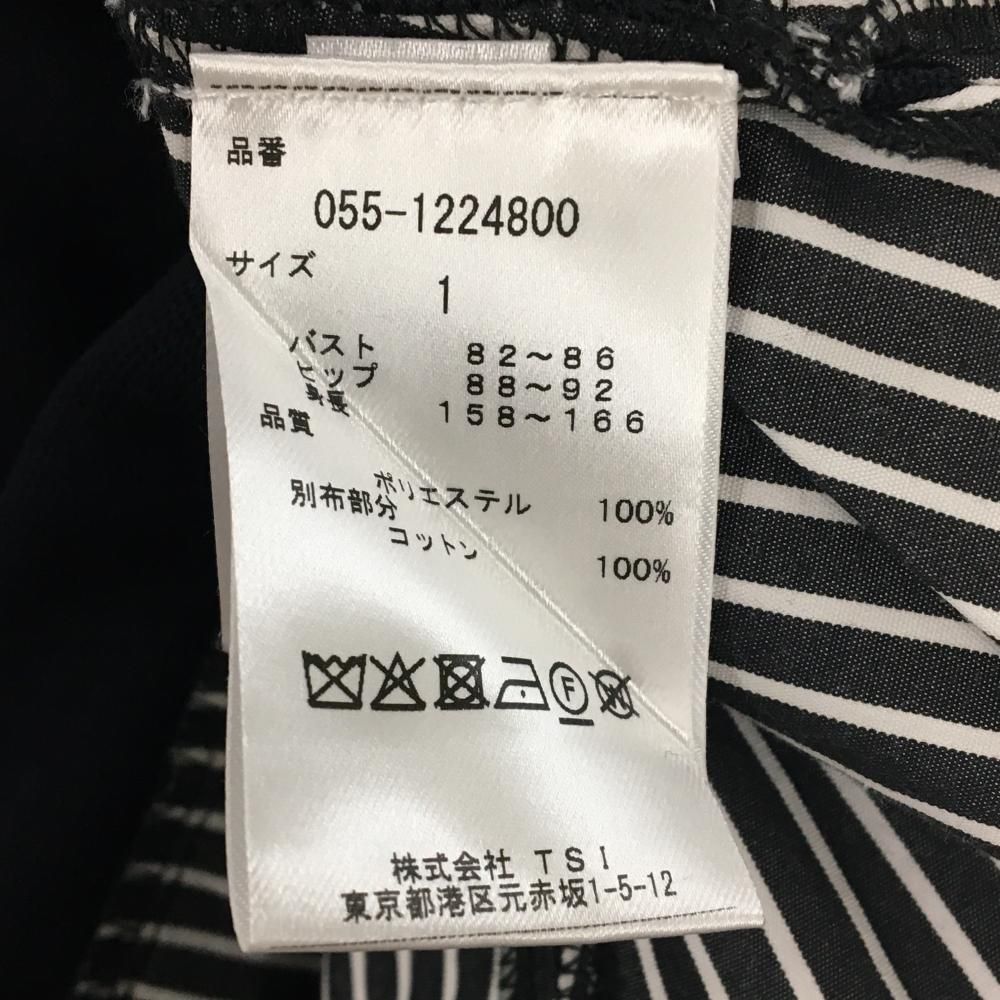 品番
055-1224800
サイズ
1
バスト 82～86
ヒップ 88～92
身長 158～166
品質
ポリエステル 100%
別布部分
コットン 100%
F
W
株式会社 TSI
東京都港区元赤坂1-5-12